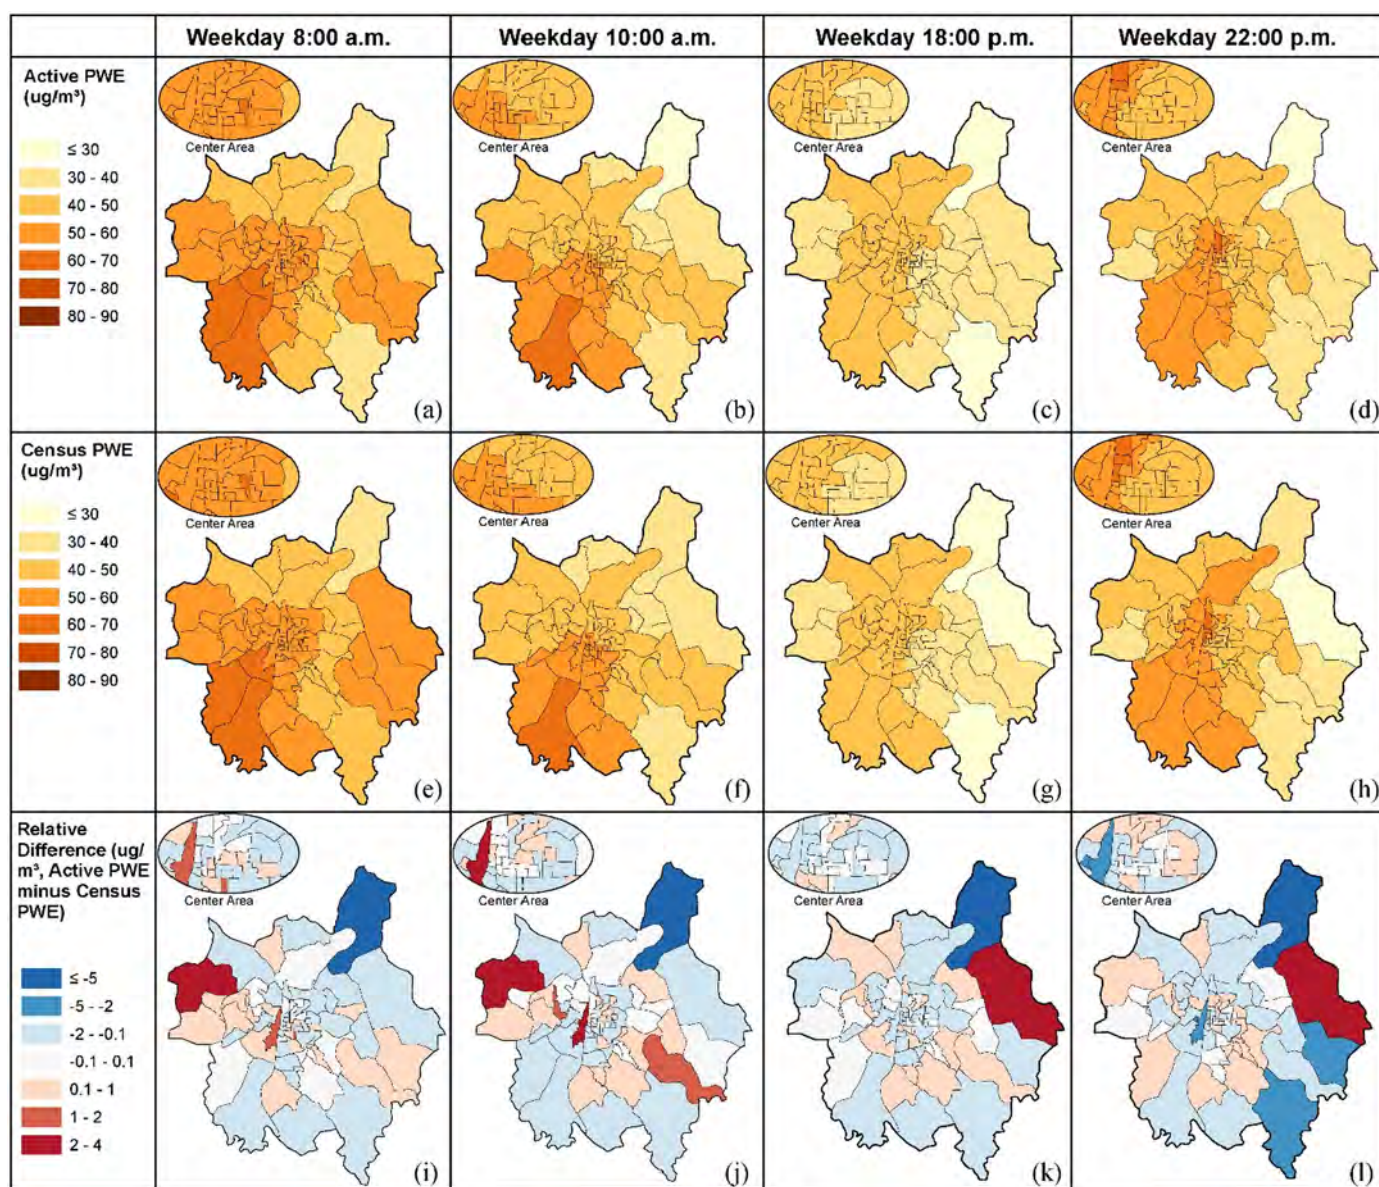 Weekday 8:00 a.m.
Weekday 10:00 a.m.
Weekday 18:00 p.m.
Weekday 22:00 p.m.
Active PWE
(ug/m³)
≤ 30
30 - 40
40 - 50
50 - 60
60 - 70
70 - 80
80 - 90
Center Area
(a)
Center Area
(b)
Center Area
(c)
Center Area
(d)
Census PWE
(ug/m³)
≤ 30
30 - 40
40 - 50
50 - 60
60 - 70
70 - 80
80 - 90
Center Area
(e)
Center Area
(f)
Center Area
(g)
Center Area
(h)
Relative
Difference (ug/
m³, Active PWE
minus Census
PWE)
≤ -5
-5 - -2
-2 - -0.1
-0.1 - 0.1
0.1 - 1
1 - 2
2 - 4
Center Area
(i)
Center Area
(j)
Center Area
(k)
Center Area
(l)